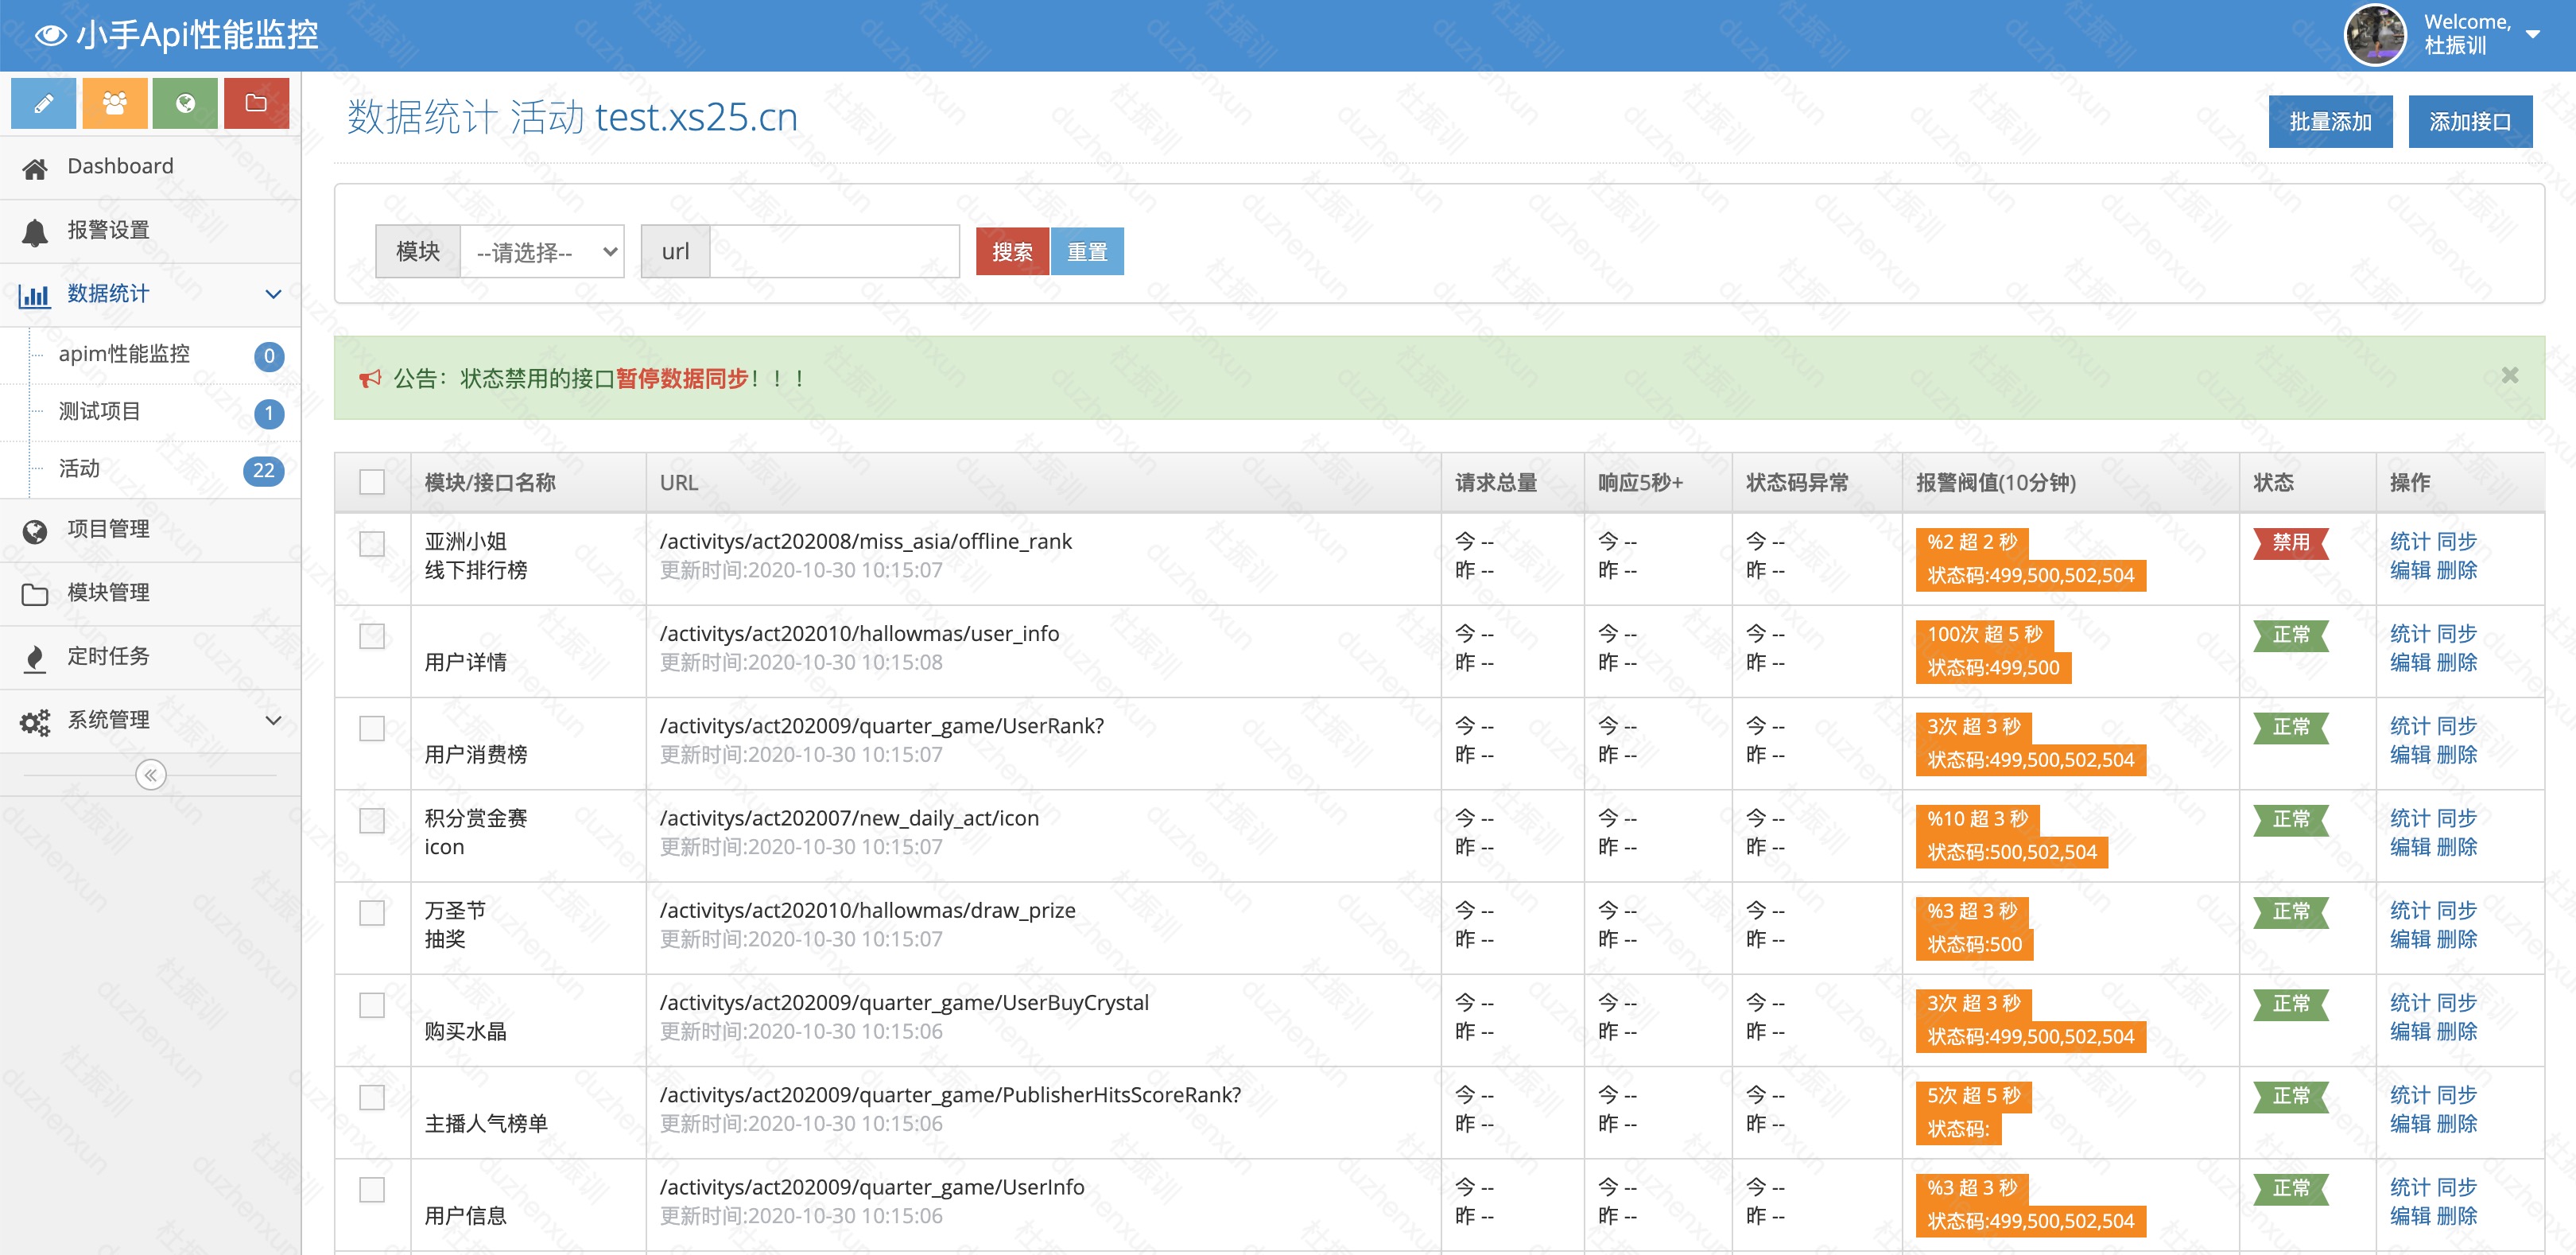 小手Api性能监控
Welcome,
杜振训
Dashboard
报警设置
数据统计
apim性能监控 0
测试项目 1
活动 22
项目管理
模块管理
定时任务
系统管理
数据统计 活动 test.xs25.cn
批量添加 添加接口
模块 --请选择-- url 搜索 重置
公告：状态禁用的接口暂停数据同步！！！
模块/接口名称 URL 请求总量 响应5秒+ 状态码异常 报警阀值(10分钟) 状态 操作
亚洲小姐 /activitys/act202008/miss_asia/offline_rank 今 -- 今 -- 今 -- %2 超 2 秒 禁用 统计 同步
线下排行榜 更新时间:2020-10-30 10:15:07 昨 -- 昨 -- 昨 -- 状态码:499,500,502,504 编辑 删除
/activitys/act202010/hallowmas/user_info 今 -- 今 -- 今 -- 100次 超 5 秒 正常 统计 同步
用户详情 更新时间:2020-10-30 10:15:08 昨 -- 昨 -- 昨 -- 状态码:499,500 编辑 删除
/activitys/act202009/quarter_game/UserRank? 今 -- 今 -- 今 -- 3次 超 3 秒 正常 统计 同步
用户消费榜 更新时间:2020-10-30 10:15:07 昨 -- 昨 -- 昨 -- 状态码:499,500,502,504 编辑 删除
积分赏金赛 /activitys/act202007/new_daily_act/icon 今 -- 今 -- 今 -- %10 超 3 秒 正常 统计 同步
icon 更新时间:2020-10-30 10:15:07 昨 -- 昨 -- 昨 -- 状态码:500,502,504 编辑 删除
万圣节 /activitys/act202010/hallowmas/draw_prize 今 -- 今 -- 今 -- %3 超 3 秒 正常 统计 同步
抽奖 更新时间:2020-10-30 10:15:07 昨 -- 昨 -- 昨 -- 状态码:500 编辑 删除
/activitys/act202009/quarter_game/UserBuyCrystal 今 -- 今 -- 今 -- 3次 超 3 秒 正常 统计 同步
购买水晶 更新时间:2020-10-30 10:15:06 昨 -- 昨 -- 昨 -- 状态码:499,500,502,504 编辑 删除
/activitys/act202009/quarter_game/PublisherHitsScoreRank? 今 -- 今 -- 今 -- 5次 超 5 秒 正常 统计 同步
主播人气榜单 更新时间:2020-10-30 10:15:06 昨 -- 昨 -- 昨 -- 状态码: 编辑 删除
/activitys/act202009/quarter_game/UserInfo 今 -- 今 -- 今 -- %3 超 3 秒 正常 统计 同步
用户信息 更新时间:2020-10-30 10:15:06 昨 -- 昨 -- 昨 -- 状态码:499,500,502,504 编辑 删除
杜振训
duzhenxun